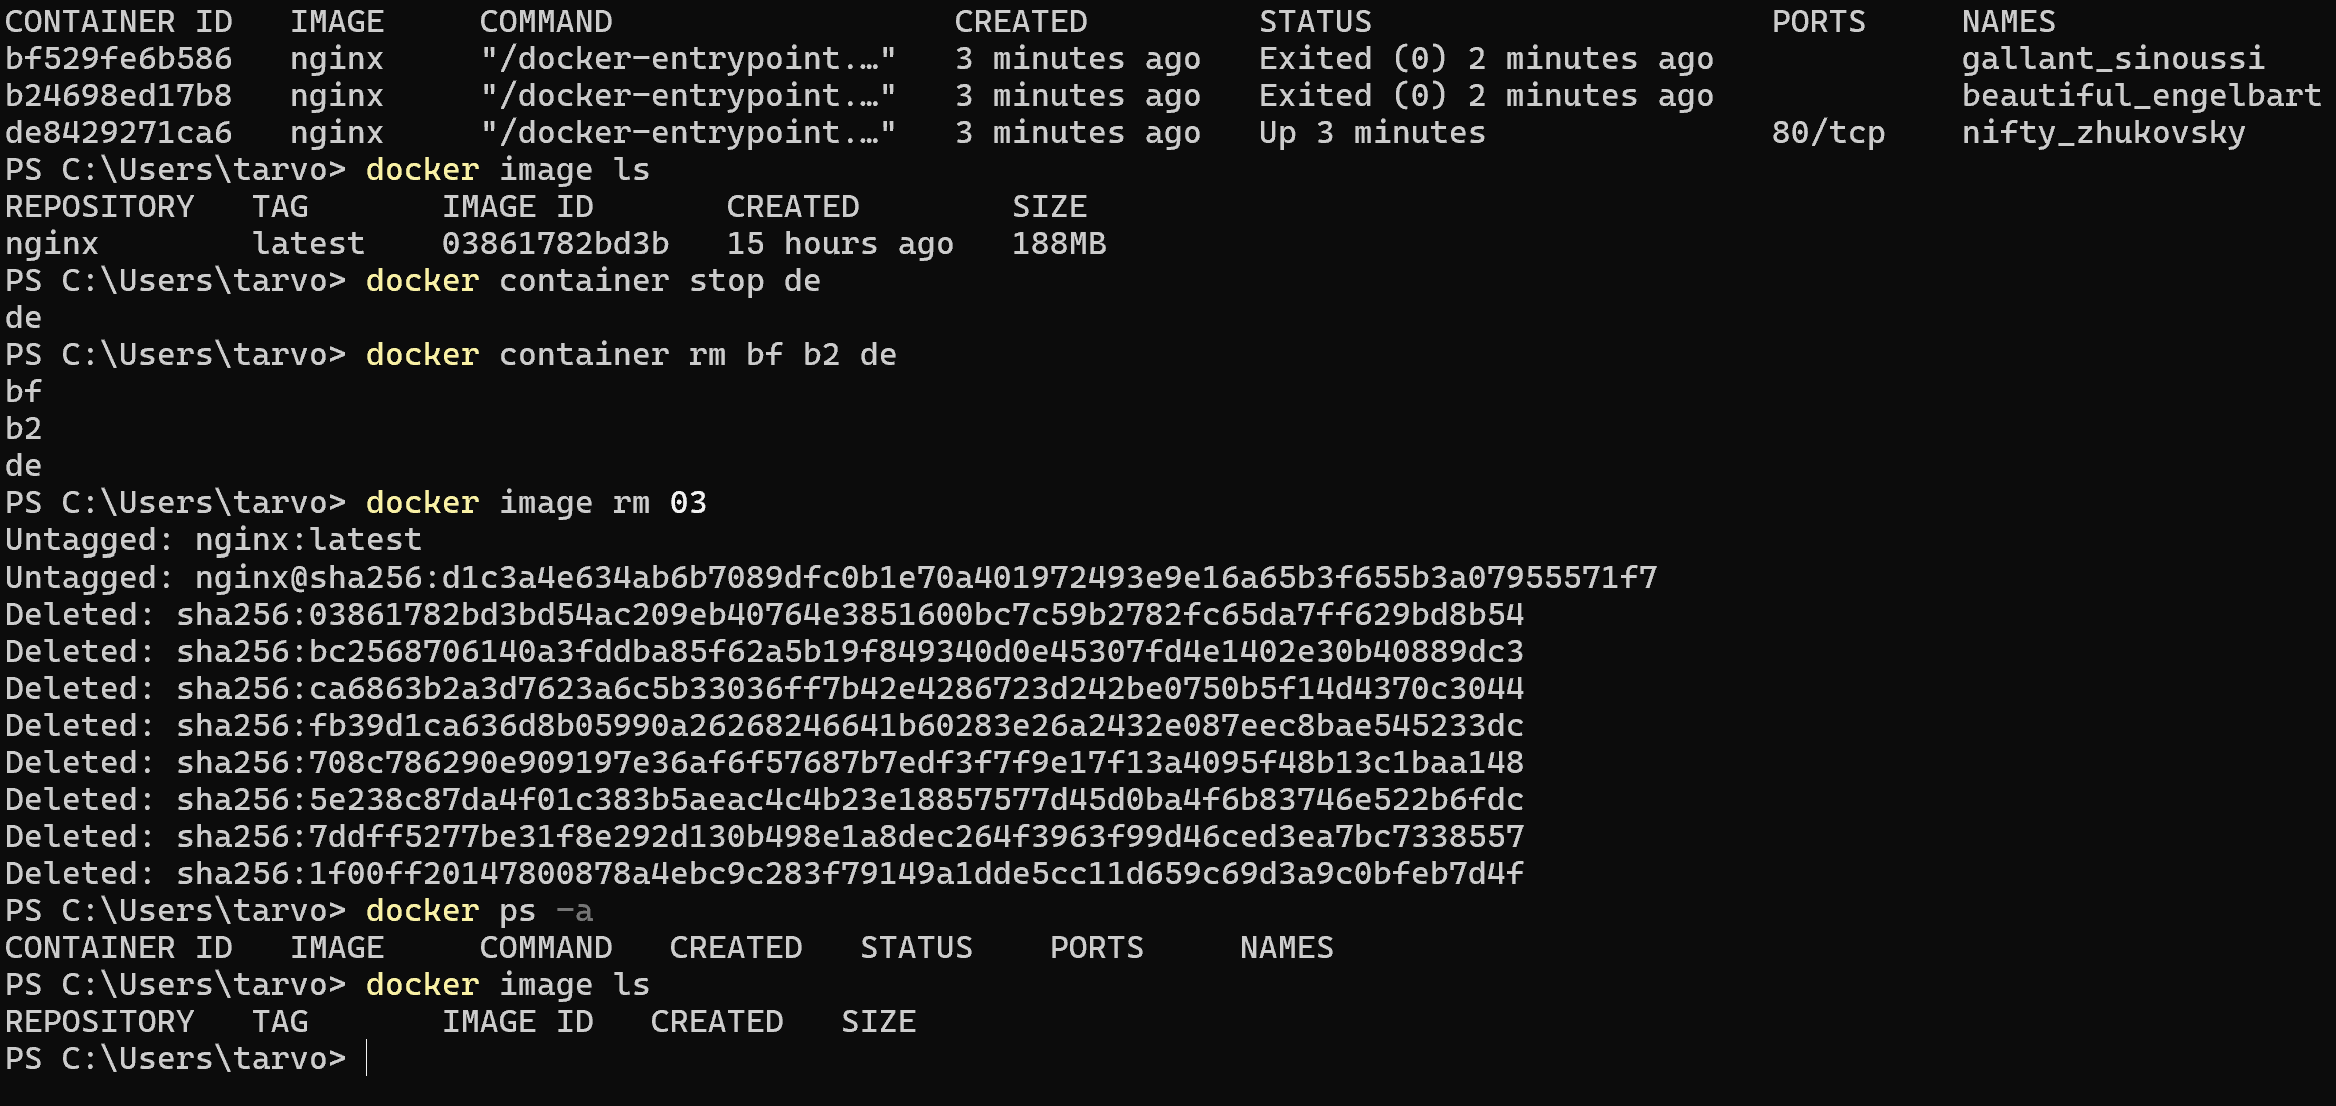 CONTAINER ID   IMAGE     COMMAND                  CREATED         STATUS                     PORTS     NAMES
bf529fe6b586   nginx     "/docker-entrypoint.…"   3 minutes ago   Exited (0) 2 minutes ago             gallant_sinoussi
b24698ed17b8   nginx     "/docker-entrypoint.…"   3 minutes ago   Exited (0) 2 minutes ago             beautiful_engelbart
de8429271ca6   nginx     "/docker-entrypoint.…"   3 minutes ago   Up 3 minutes               80/tcp    nifty_zhukovsky
PS C:\Users\tarvo> docker image ls
REPOSITORY   TAG       IMAGE ID       CREATED        SIZE
nginx        latest    03861782bd3b   15 hours ago   188MB
PS C:\Users\tarvo> docker container stop de
de
PS C:\Users\tarvo> docker container rm bf b2 de
bf
b2
de
PS C:\Users\tarvo> docker image rm 03
Untagged: nginx:latest
Untagged: nginx@sha256:d1c3a4e634ab6b7089dfc0b1e70a401972493e9e16a65b3f655b3a07955571f7
Deleted: sha256:03861782bd3bd54ac209eb40764e3851600bc7c59b2782fc65da7ff629bd8b54
Deleted: sha256:bc2568706140a3fddba85f62a5b19f849340d0e45307fd4e1402e30b40889dc3
Deleted: sha256:ca6863b2a3d7623a6c5b33036ff7b42e4286723d242be0750b5f14d4370c3044
Deleted: sha256:fb39d1ca636d8b05990a26268246641b60283e26a2432e087eec8bae545233dc
Deleted: sha256:708c786290e909197e36af6f57687b7edf3f7f9e17f13a4095f48b13c1baa148
Deleted: sha256:5e238c87da4f01c383b5aeac4c4b23e18857577d45d0ba4f6b83746e522b6fdc
Deleted: sha256:7ddff5277be31f8e292d130b498e1a8dec264f3963f99d46ced3ea7bc7338557
Deleted: sha256:1f00ff20147800878a4ebc9c283f79149a1dde5cc11d659c69d3a9c0bfeb7d4f
PS C:\Users\tarvo> docker ps -a
CONTAINER ID   IMAGE     COMMAND   CREATED   STATUS    PORTS     NAMES
PS C:\Users\tarvo> docker image ls
REPOSITORY   TAG       IMAGE ID   CREATED   SIZE
PS C:\Users\tarvo>